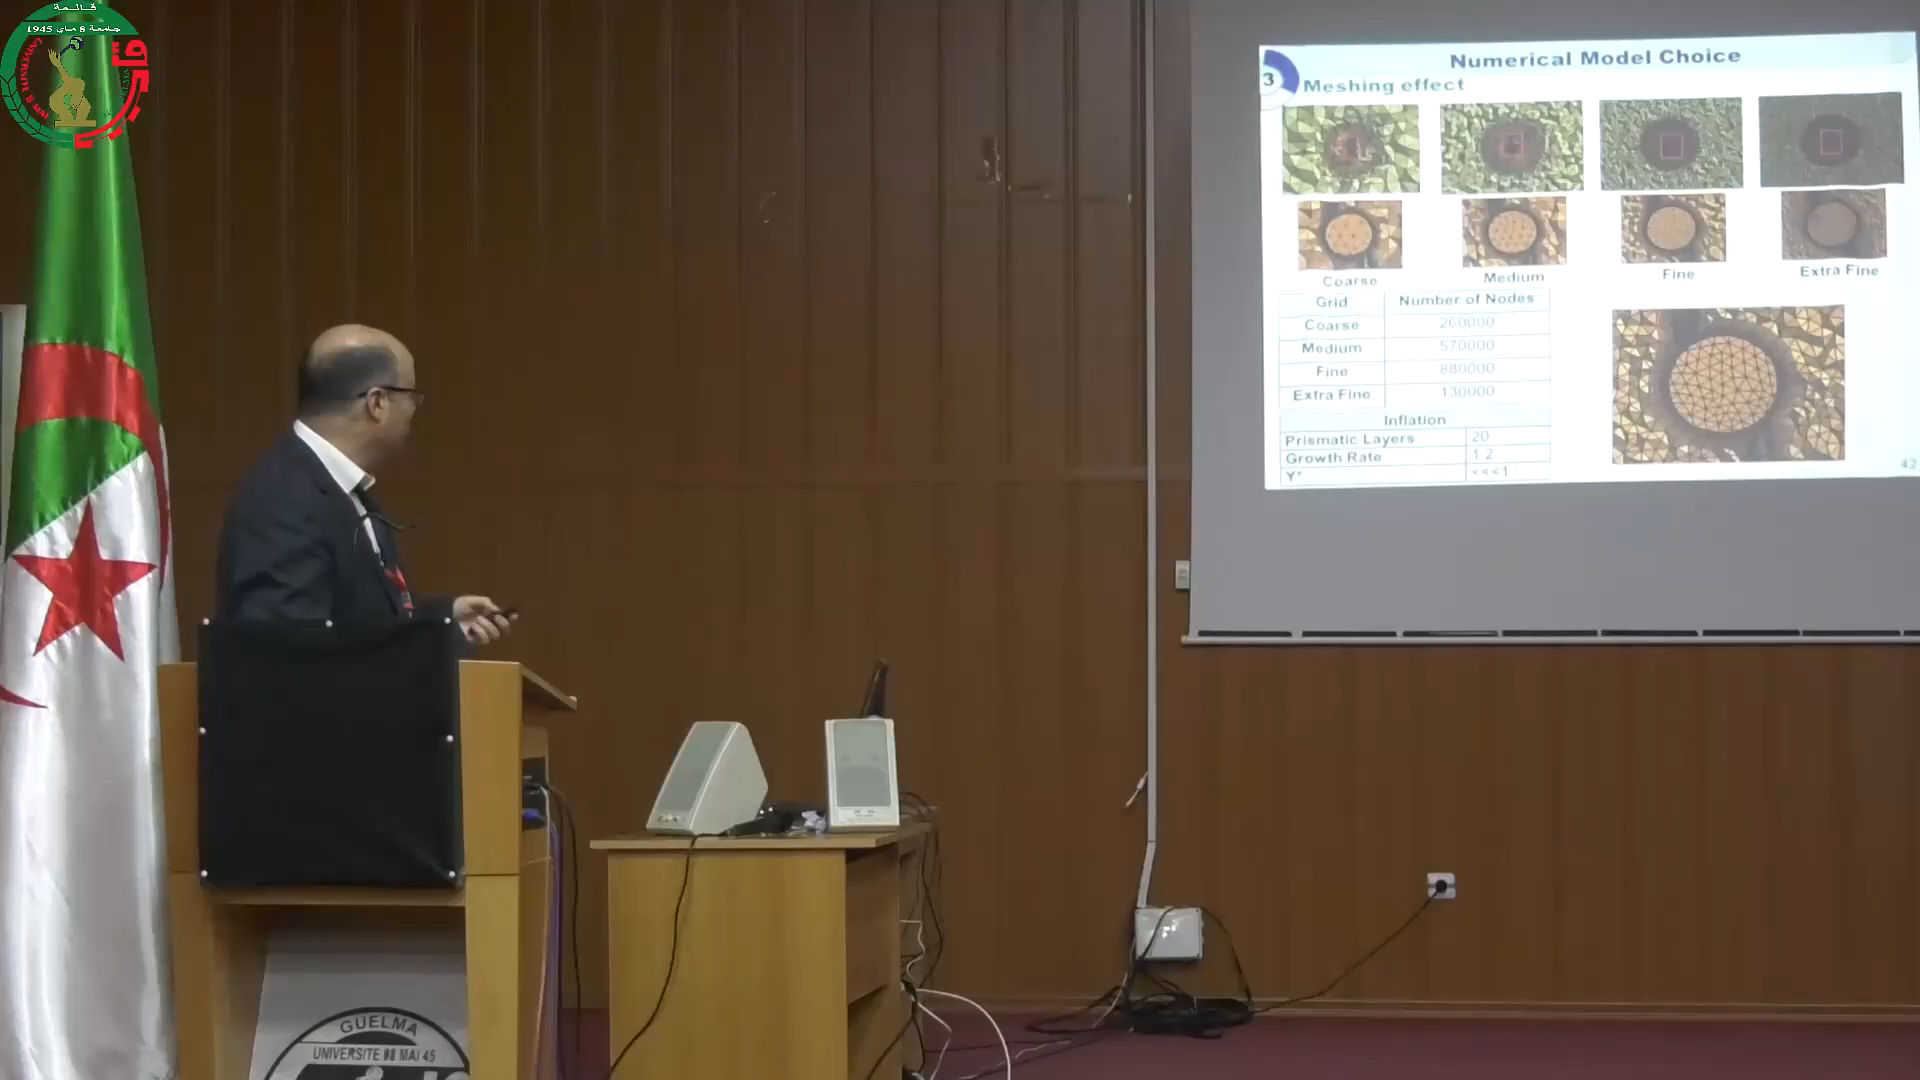 قالمة
جامعة 8 ماي 1945
Numerical Model Choice
3
Meshing effect
Coarse Medium Fine Extra Fine
Grid Number of Nodes
Coarse 260000
Medium 570000
Fine 880000
Extra Fine 130000
Inflation
Prismatic Layers 20
Growth Rate 1.2
Y+ <<<1
42
GUELMA
UNIVERSITE 08 MAI 45